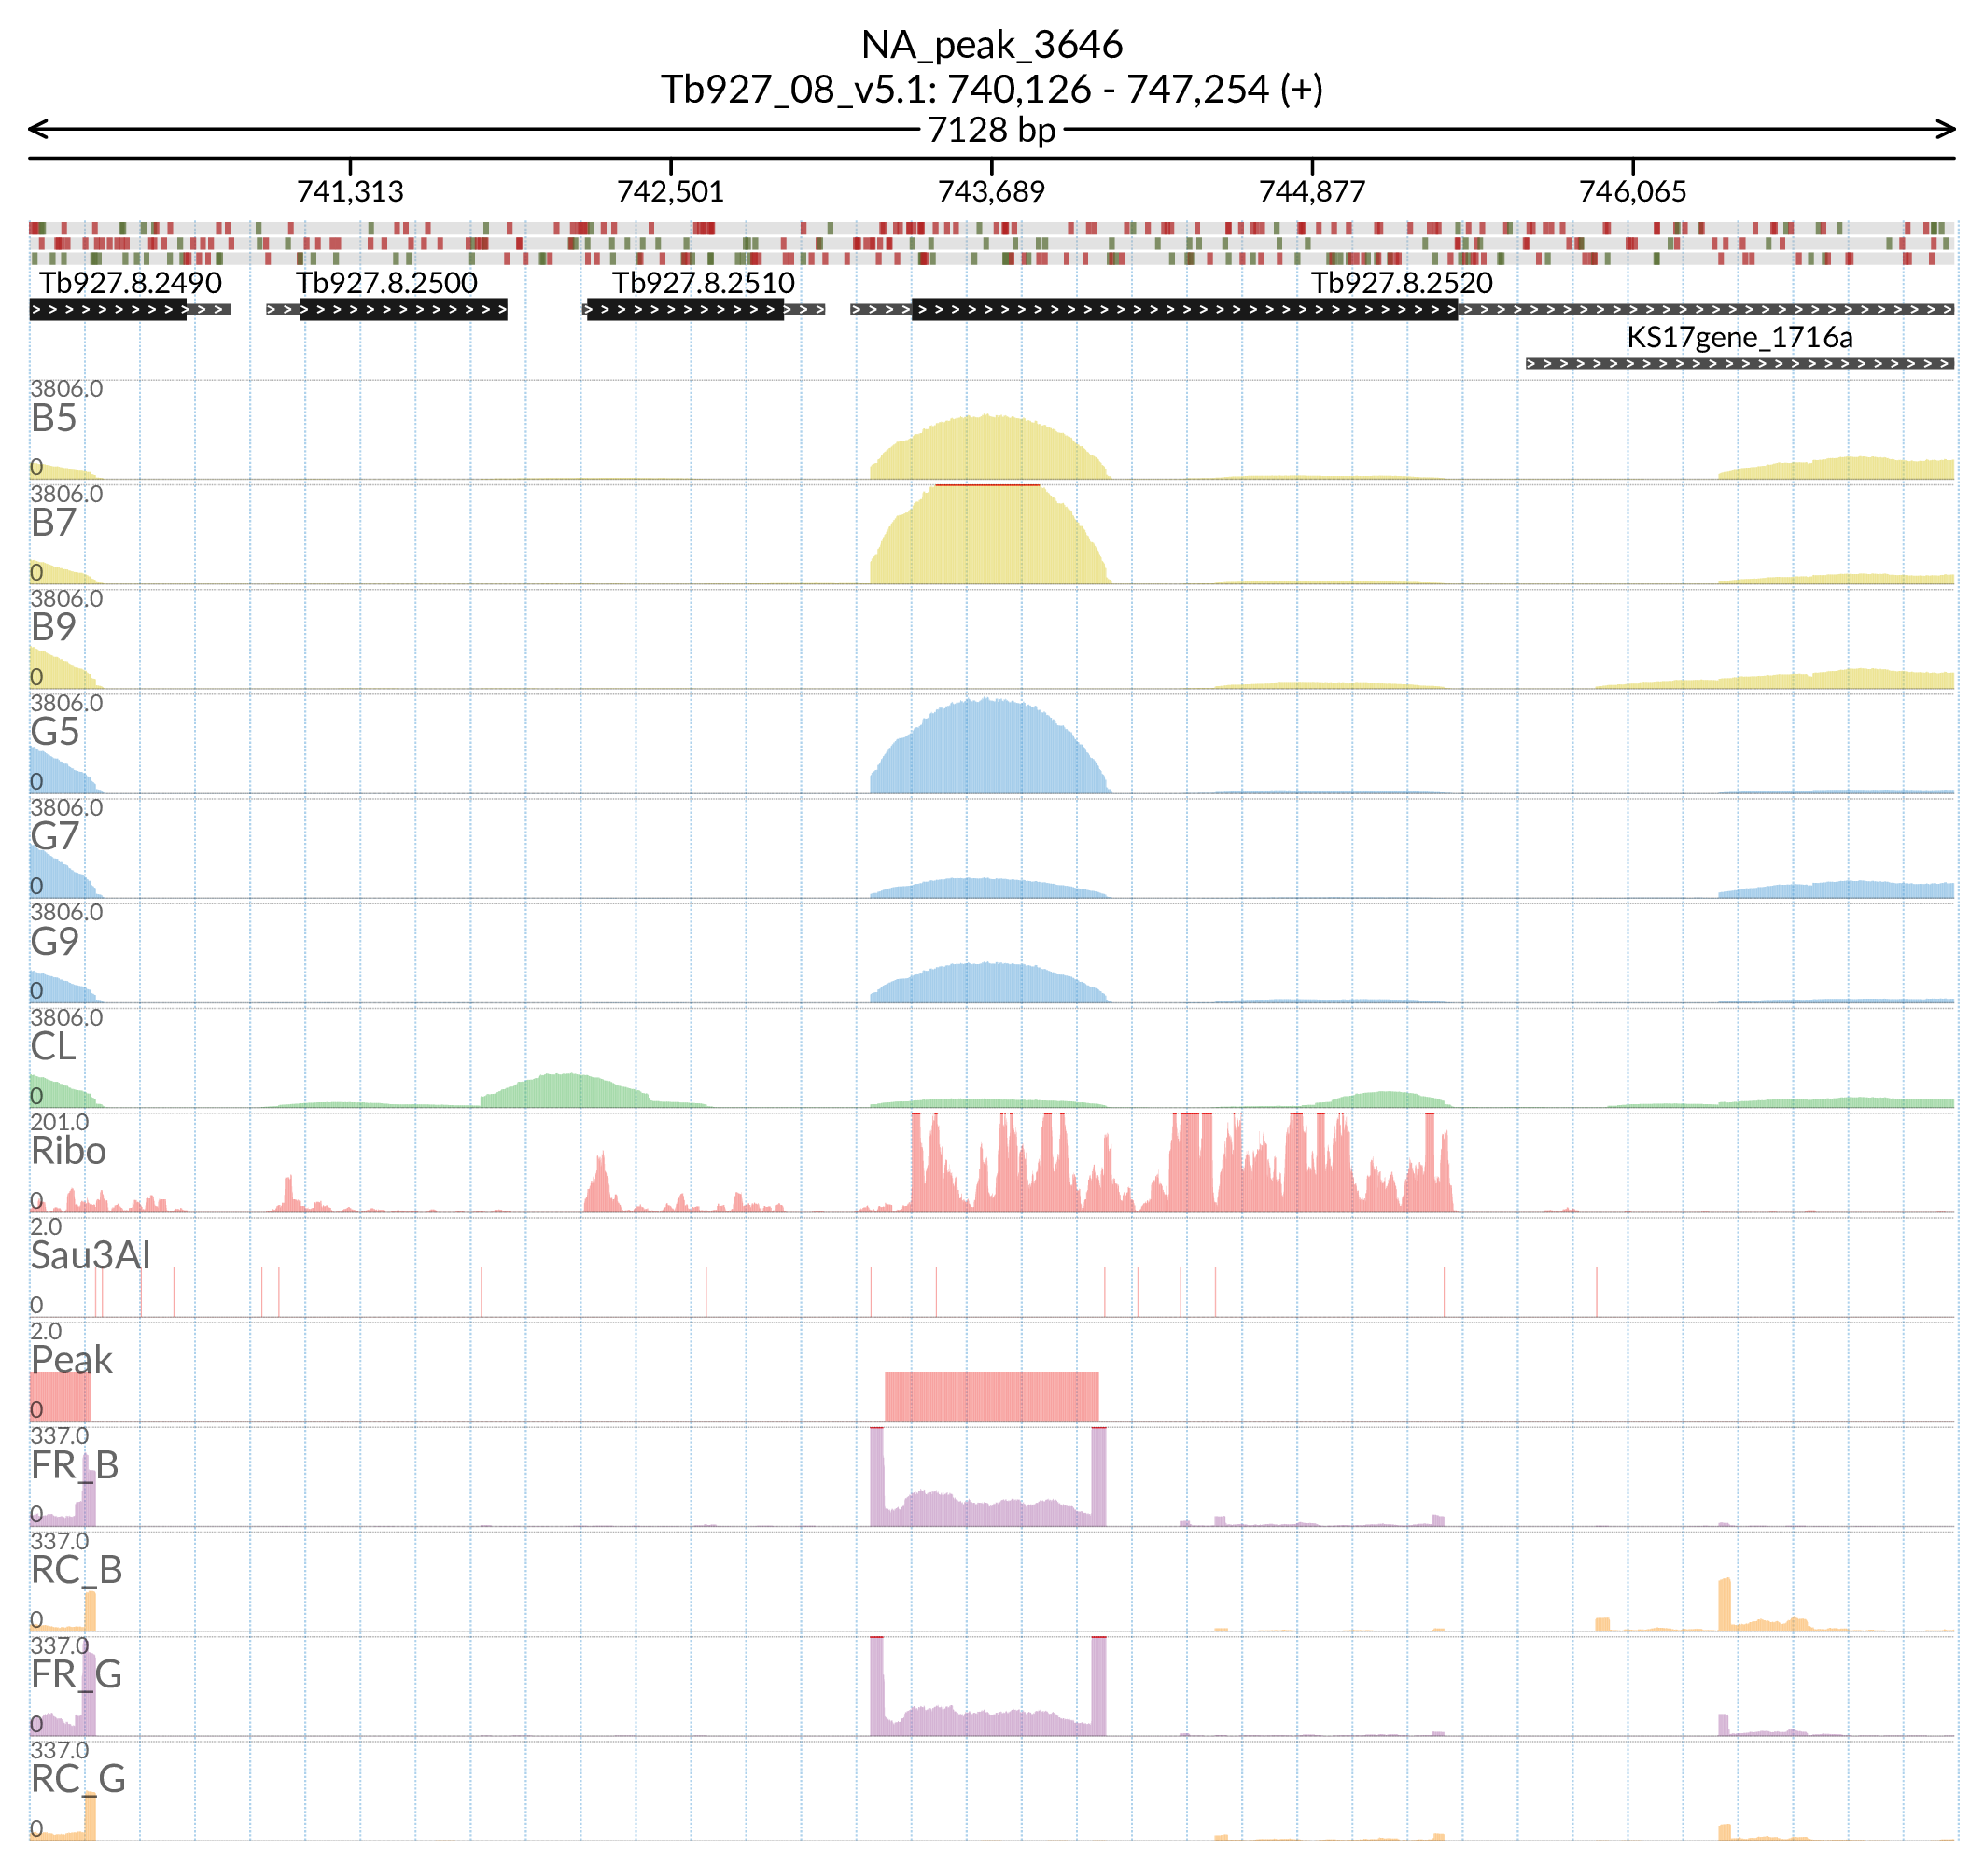 NA_peak_3646
Tb927_08_v5.1: 740,126 - 747,254 (+)
7128 bp
741,313 742,501 743,689 744,877 746,065
Tb927.8.2490 Tb927.8.2500 Tb927.8.2510 Tb927.8.2520
KS17gene_1716a
3806.0
B5
0
3806.0
B7
0
3806.0
B9
0
3806.0
G5
0
3806.0
G7
0
3806.0
G9
0
3806.0
CL
0
201.0
Ribo
0
2.0
Sau3AI
0
2.0
Peak
0
337.0
FR_B
0
337.0
RC_B
0
337.0
FR_G
0
337.0
RC_G
0